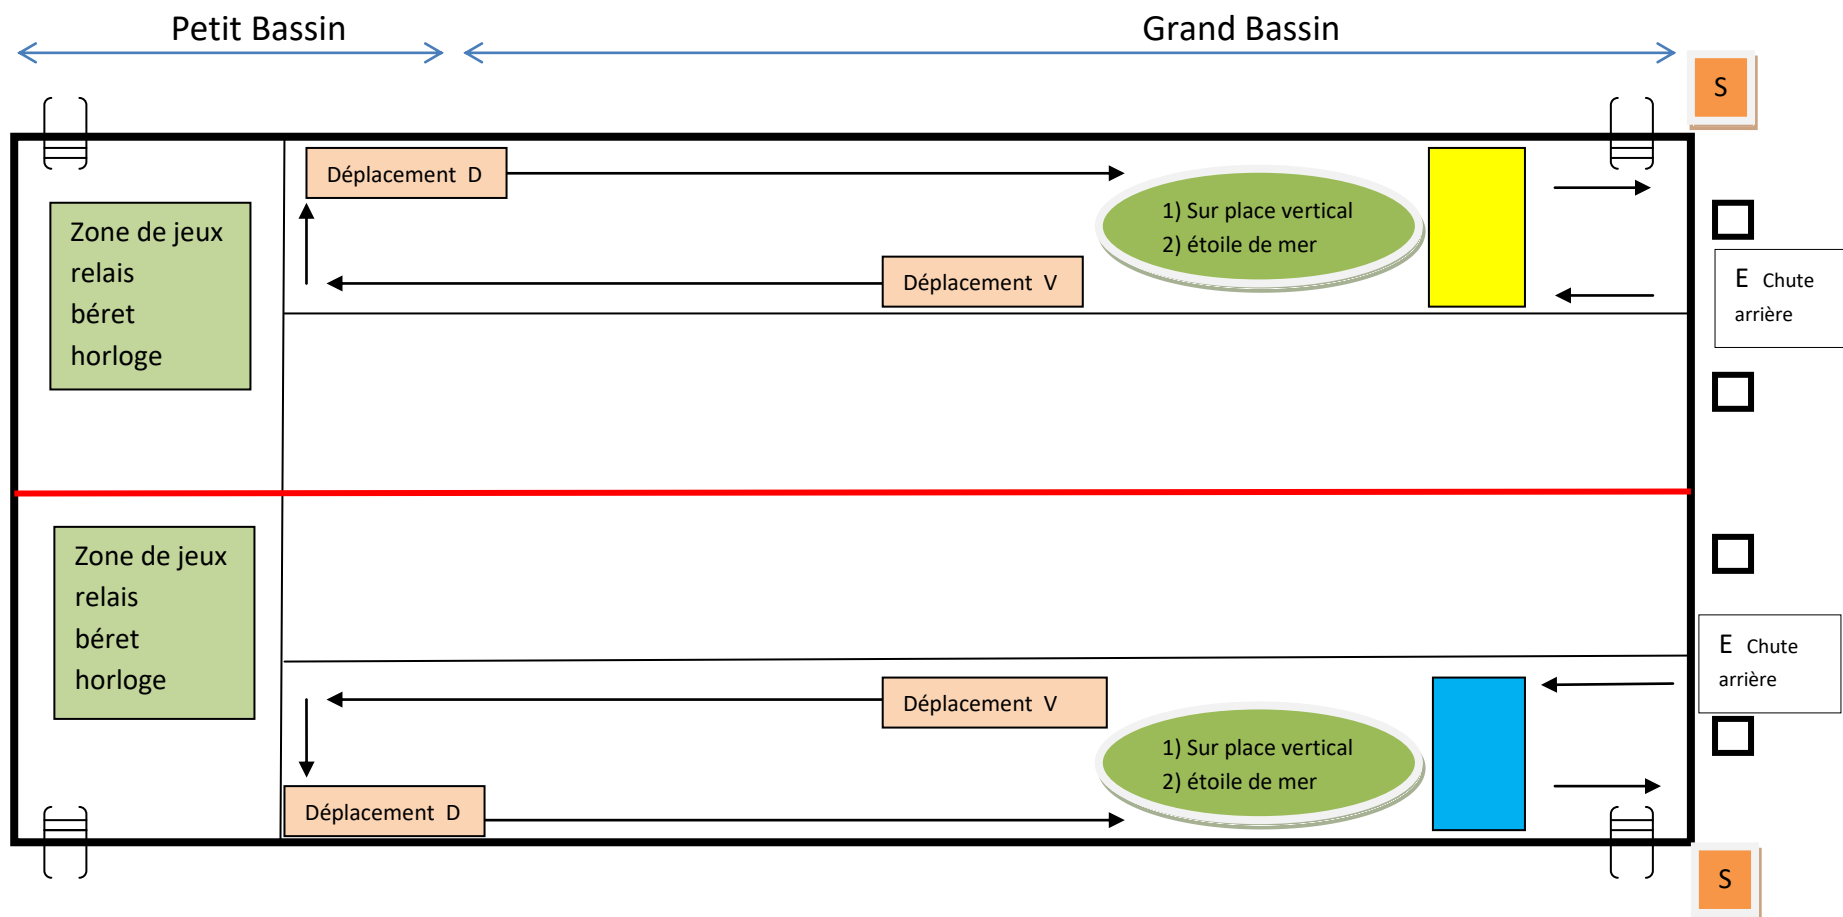 Petit Bassin
Grand Bassin
S
Déplacement  D
1) Sur place vertical
2) étoile de mer
Zone de jeux
relais
béret
horloge
Déplacement  V
E  Chute
arrière
Zone de jeux
relais
béret
horloge
E  Chute
arrière
Déplacement  V
1) Sur place vertical
2) étoile de mer
Déplacement  D
S